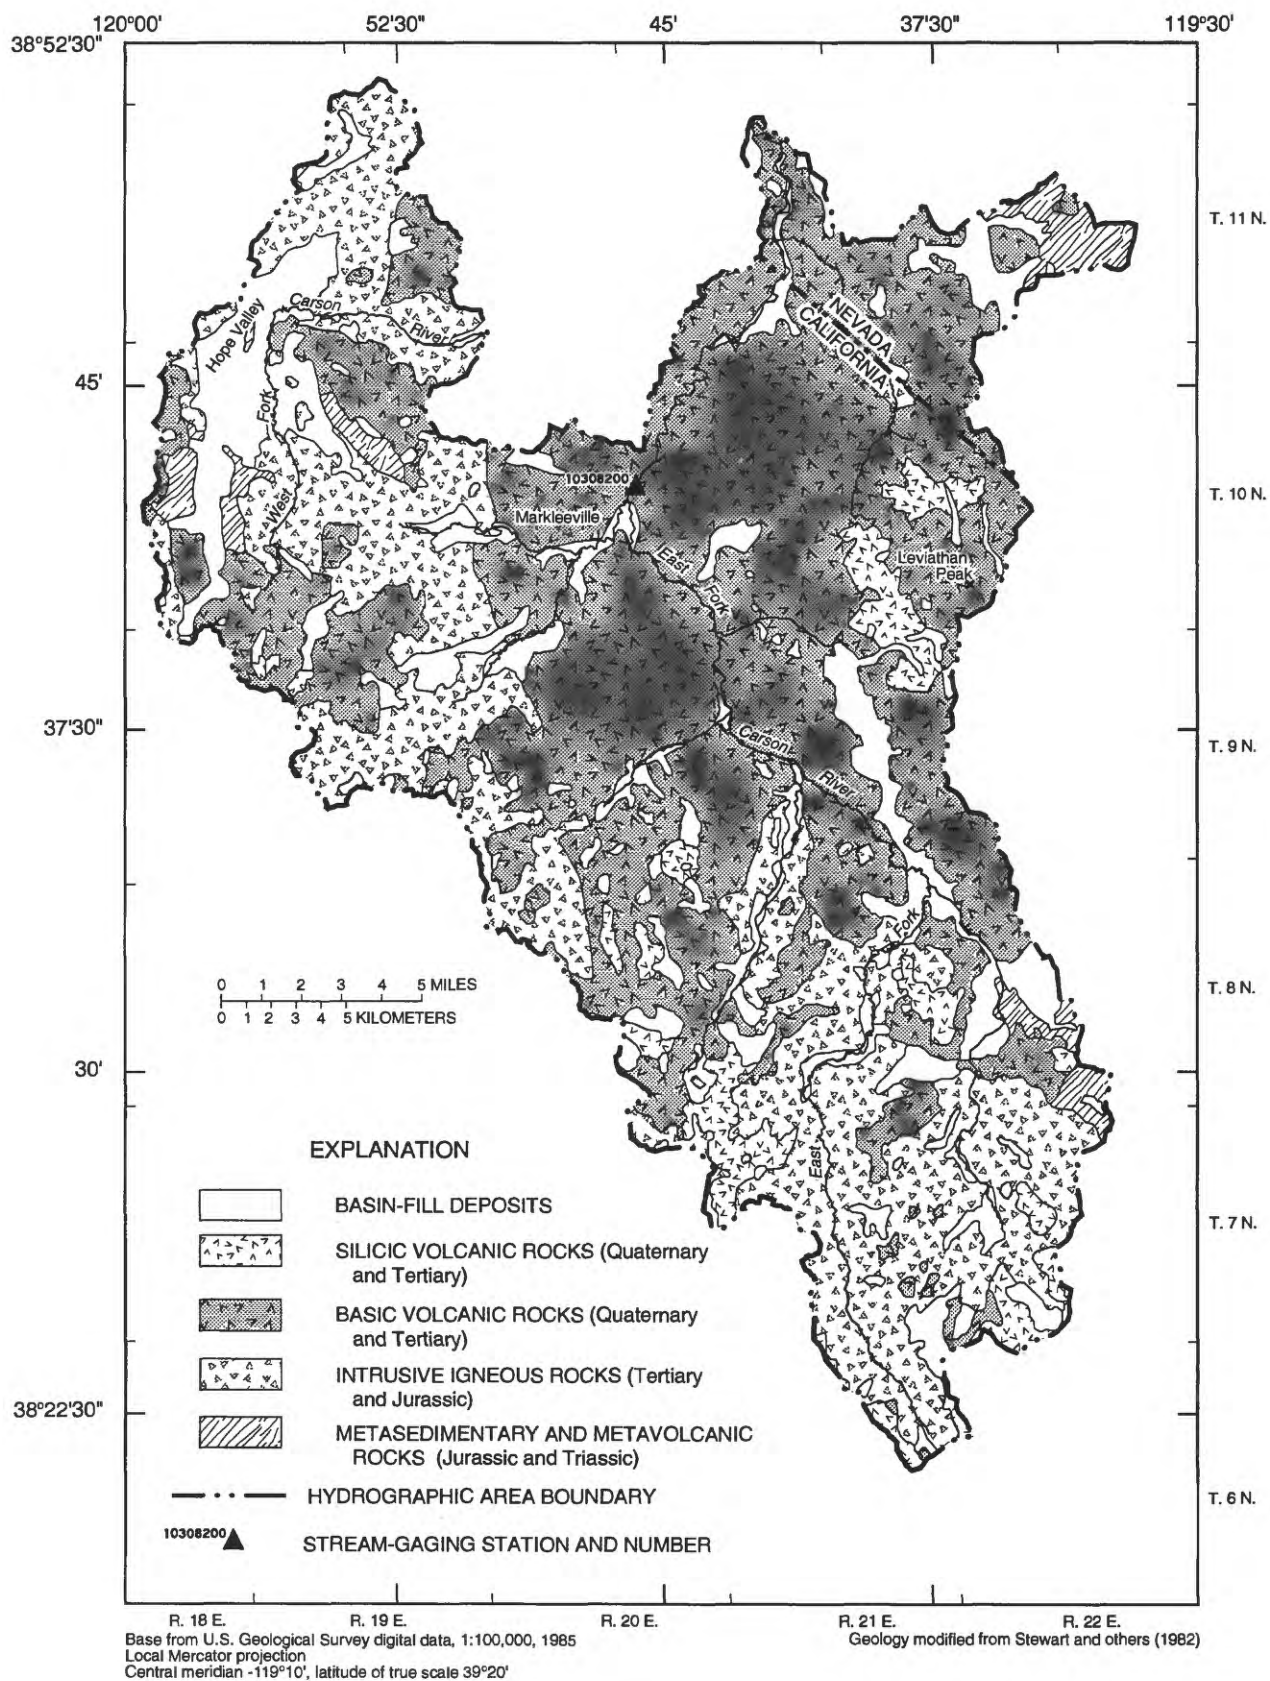 120°00' 52'30" 45' 37'30" 119°30'
38°52'30"
T. 11 N.
Carson
River
Hope Valley
NEVADA
CALIFORNIA
45'
Fork
West
10308200
T. 10 N.
Markleeville
East
Fork
Leviathan
Peak
37'30"
Carson
River
T. 9 N.
Fork
0 1 2 3 4 5 MILES
0 1 2 3 4 5 KILOMETERS
T. 8 N.
30'
East
EXPLANATION
BASIN-FILL DEPOSITS
T. 7 N.
SILICIC VOLCANIC ROCKS (Quaternary
and Tertiary)
BASIC VOLCANIC ROCKS (Quaternary
and Tertiary)
INTRUSIVE IGNEOUS ROCKS (Tertiary
and Jurassic)
38°22'30"
METASEDIMENTARY AND METAVOLCANIC
ROCKS (Jurassic and Triassic)
HYDROGRAPHIC AREA BOUNDARY
T. 6 N.
10308200
STREAM-GAGING STATION AND NUMBER
R. 18 E. R. 19 E. R. 20 E. R. 21 E. R. 22 E.
Base from U.S. Geological Survey digital data, 1:100,000, 1985
Local Mercator projection
Central meridian -119°10', latitude of true scale 39°20'
Geology modified from Stewart and others (1982)